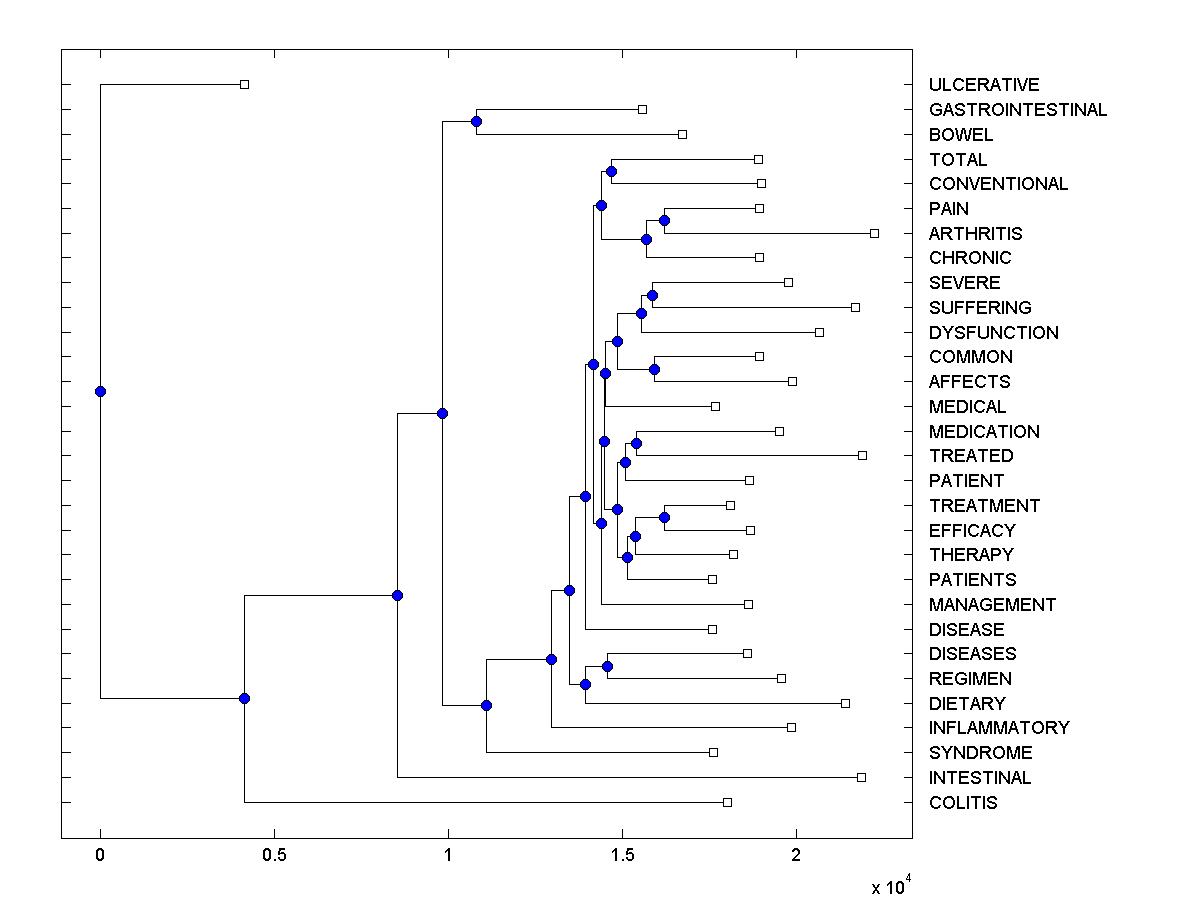 ULCERATIVE
GASTROINTESTINAL
BOWEL
TOTAL
CONVENTIONAL
PAIN
ARTHRITIS
CHRONIC
SEVERE
SUFFERING
DYSFUNCTION
COMMON
AFFECTS
MEDICAL
MEDICATION
TREATED
PATIENT
TREATMENT
EFFICACY
THERAPY
PATIENTS
MANAGEMENT
DISEASE
DISEASES
REGIMEN
DIETARY
INFLAMMATORY
SYNDROME
INTESTINAL
COLITIS
0 0.5 1 1.5 2
x 10^4